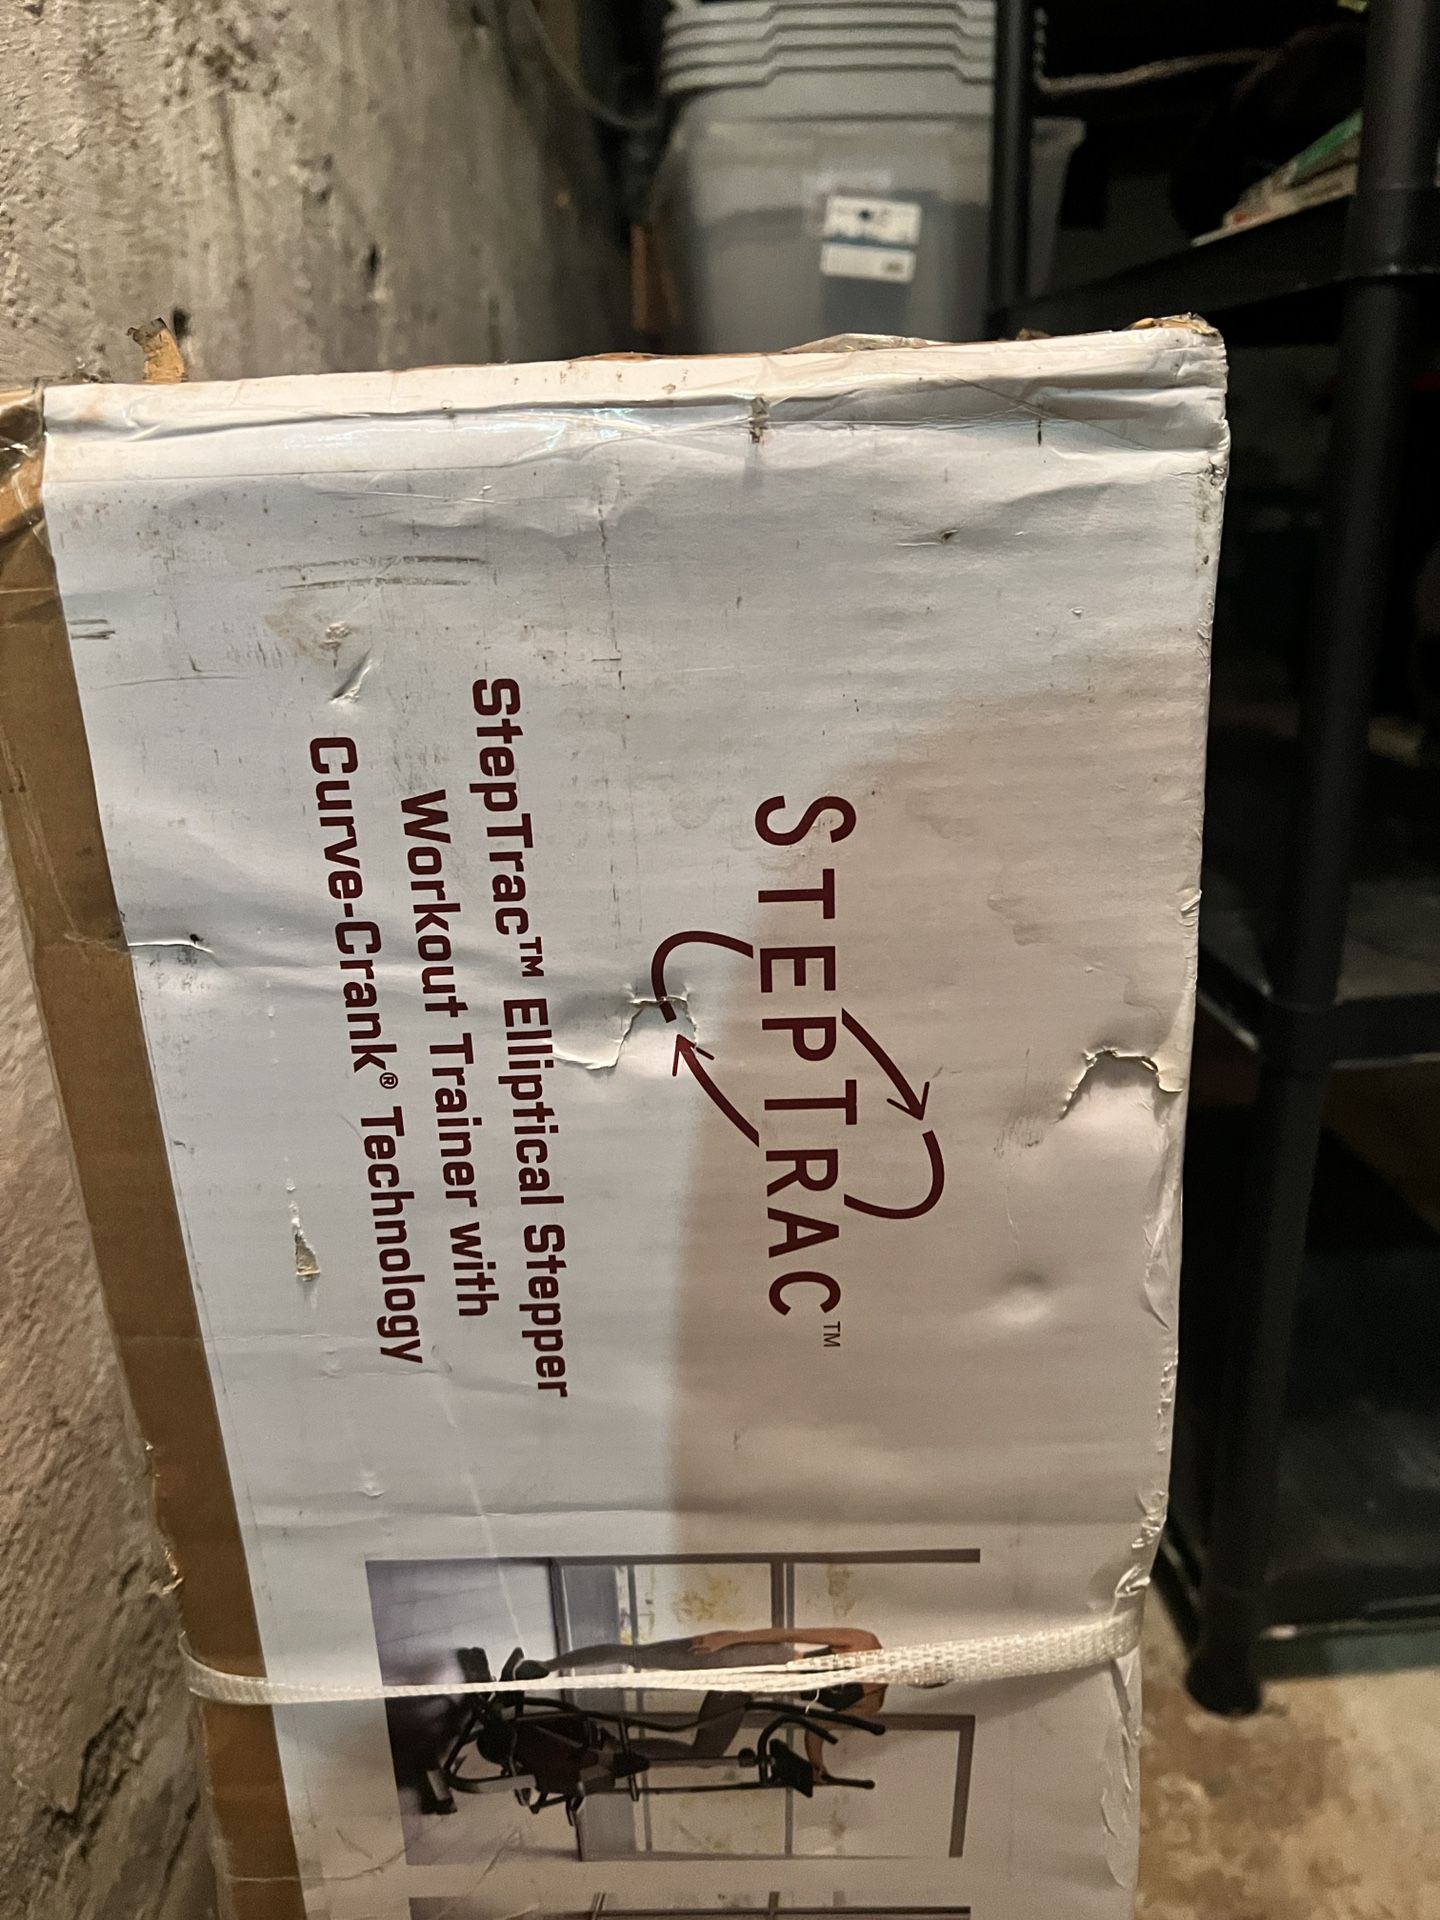 STEPTRAC™
StepTrac™ Elliptical Stepper
Workout Trainer with
Curve-Crank® Technology